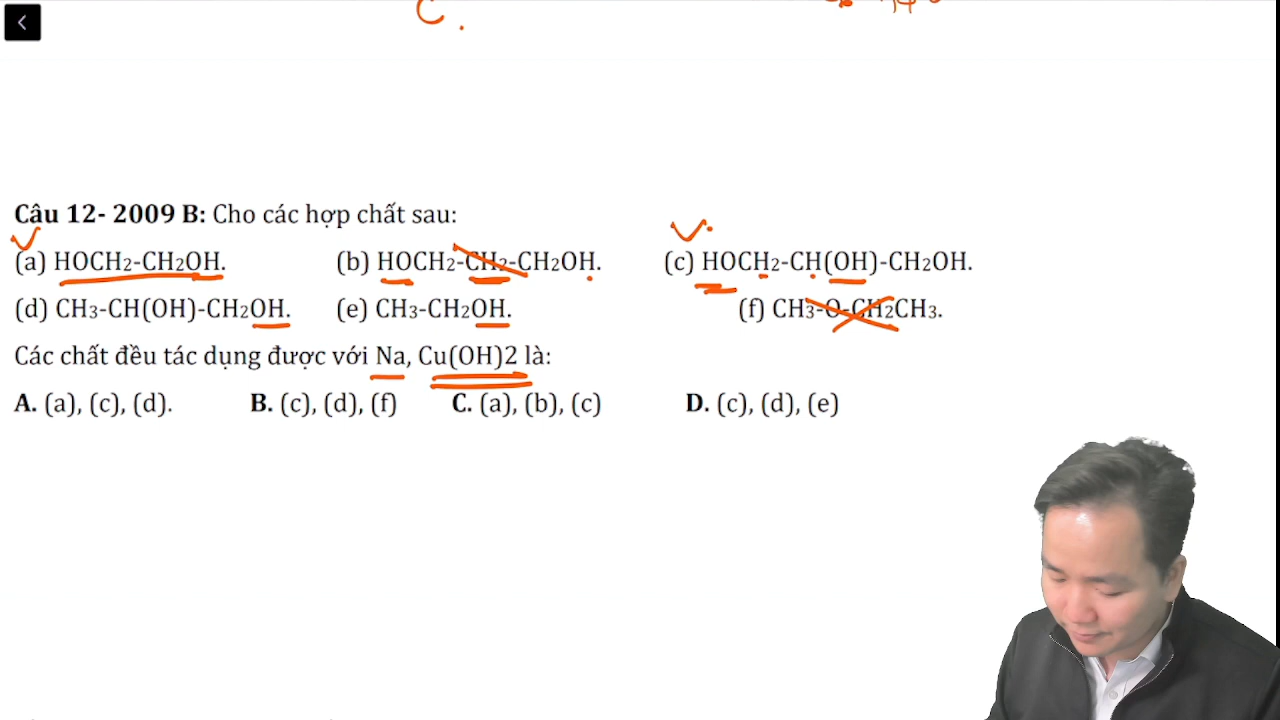 C.
Câu 12- 2009 B: Cho các hợp chất sau:
(a) HOCH2-CH2OH. (b) HOCH2-CH2-CH2OH. (c) HOCH2-CH(OH)-CH2OH.
(d) CH3-CH(OH)-CH2OH. (e) CH3-CH2OH. (f) CH3-O-CH2CH3.
Các chất đều tác dụng được với Na, Cu(OH)2 là:
A. (a), (c), (d). B. (c), (d), (f) C. (a), (b), (c) D. (c), (d), (e)